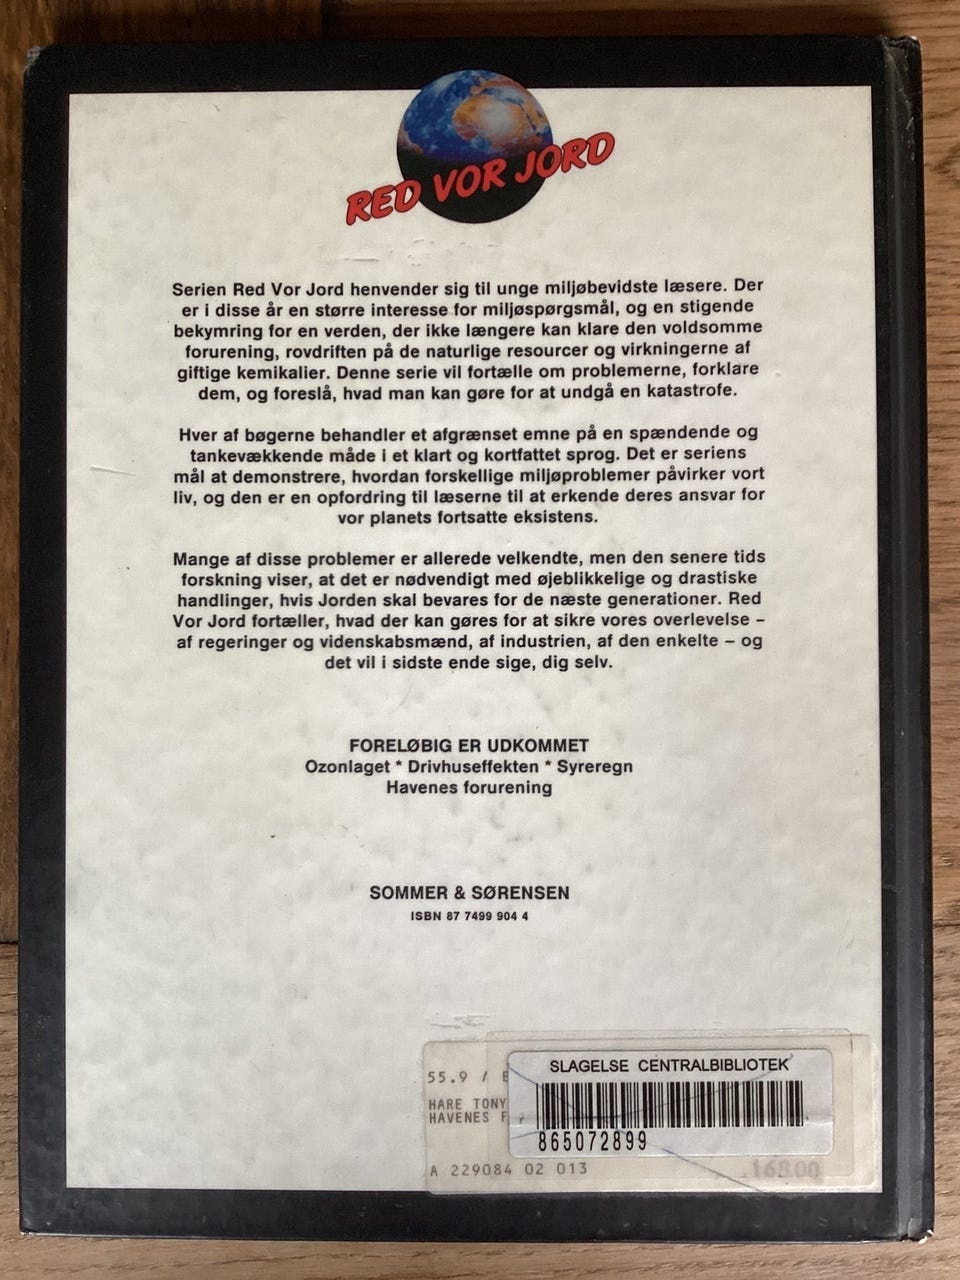 RED VOR JORD
Serien Red Vor Jord henvender sig til unge miljøbevidste læsere. Der
er i disse år en større interesse for miljøspørgsmål, og en stigende
bekymring for en verden, der ikke længere kan klare den voldsomme
forurening, rovdriften på de naturlige resourcer og virkningerne af
giftige kemikalier. Denne serie vil fortælle om problemerne, forklare
dem, og foreslå, hvad man kan gøre for at undgå en katastrofe.
Hver af bøgerne behandler et afgrænset emne på en spændende og
tankevækkende måde i et klart og kortfattet sprog. Det er seriens
mål at demonstrere, hvordan forskellige miljøproblemer påvirker vort
liv, og den er en opfordring til læserne til at erkende deres ansvar for
vor planets fortsatte eksistens.
Mange af disse problemer er allerede velkendte, men den senere tids
forskning viser, at det er nødvendigt med øjeblikkelige og drastiske
handlinger, hvis Jorden skal bevares for de næste generationer. Red
Vor Jord fortæller, hvad der kan gøres for at sikre vores overlevelse –
af regeringer og videnskabsmænd, af industrien, af den enkelte – og
det vil i sidste ende sige, dig selv.
FORELØBIG ER UDKOMMET
Ozonlaget * Drivhuseffekten * Syreregn
Havenes forurening
SOMMER & SØRENSEN
ISBN 87 7499 904 4
SLAGELSE CENTRALBIBLIOTEK
55.9 /
HARE TONY
HAVENES F
865072899
A 229084 02 013
168.00